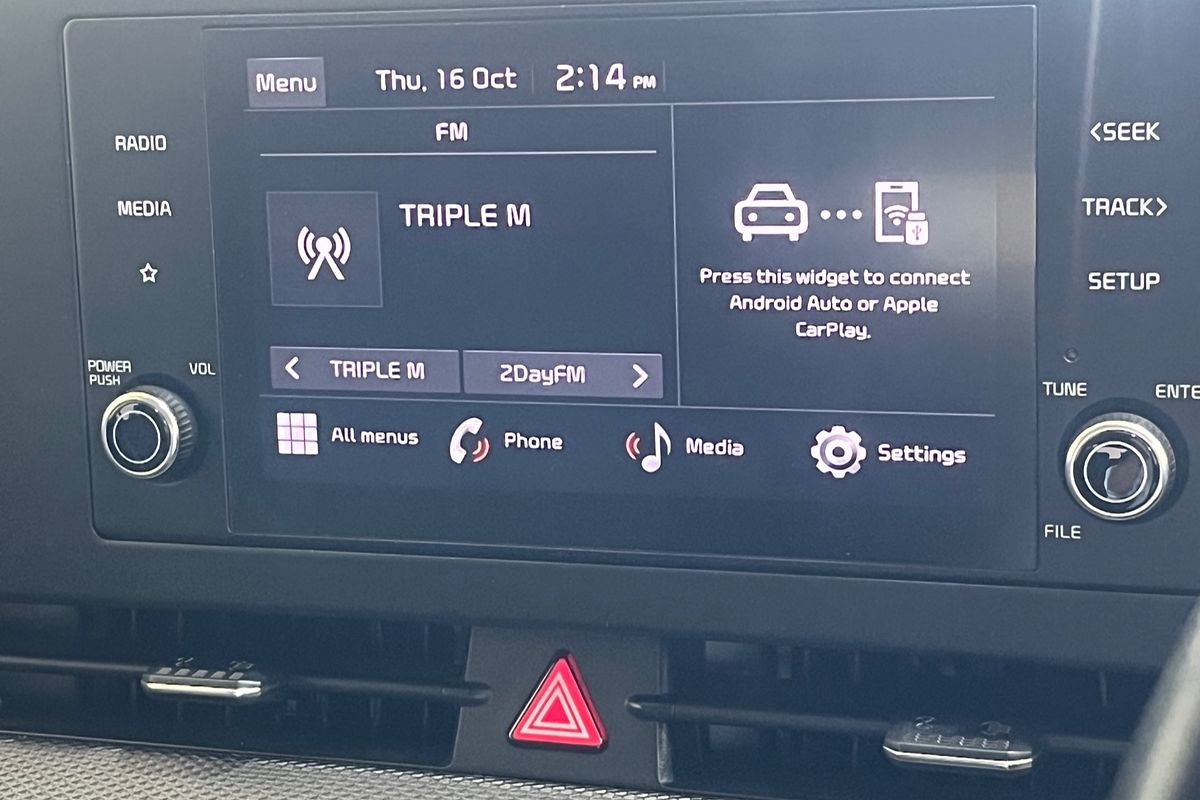 Menu
Thu, 16 Oct
2:14 PM
FM
TRIPLE M
TRIPLE M
2DayFM
Press this widget to connect
Android Auto or Apple
CarPlay.
All menus
Phone
Media
Settings
RADIO
MEDIA
POWER
PUSH
VOL
<SEEK
TRACK>
SETUP
TUNE
FILE